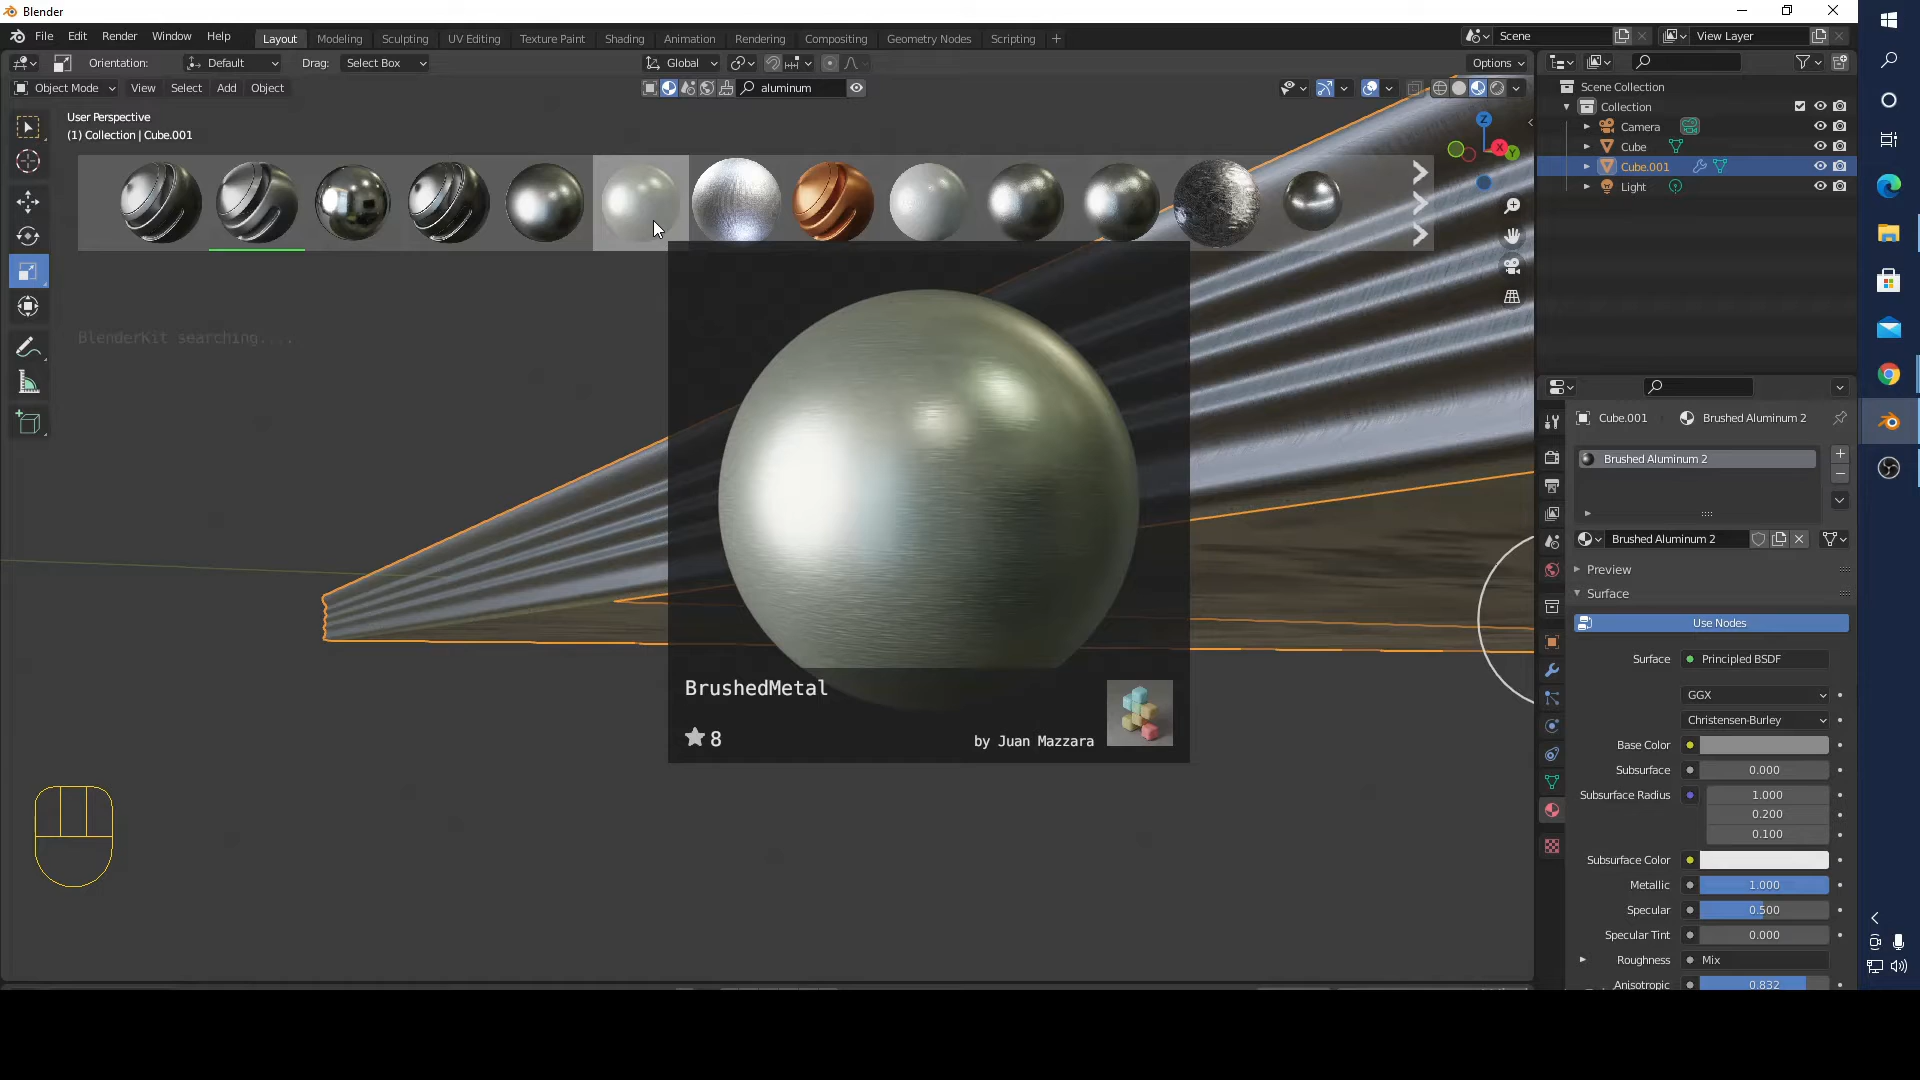 Blender
File Edit Render Window Help Layout Modeling Sculpting UV Editing Texture Paint Shading Animation Rendering Compositing Geometry Nodes Scripting + Scene View Layer
Orientation: Default Drag: Select Box Global Options
Object Mode View Select Add Object aluminum
User Perspective
(1) Collection | Cube.001
BlenderKit searching....
BrushedMetal
8
by Juan Mazzara
Z
X
Y
Scene Collection
Collection
Camera
Cube
Cube.001
Light
Cube.001 Brushed Aluminum 2
Brushed Aluminum 2
Brushed Aluminum 2
Preview
Surface
Use Nodes
Surface Principled BSDF
GGX
Christensen-Burley
Base Color
Subsurface 0.000
Subsurface Radius 1.000
0.200
0.100
Subsurface Color
Metallic 1.000
Specular 0.500
Specular Tint 0.000
Roughness Mix
Anisotropic 0.832